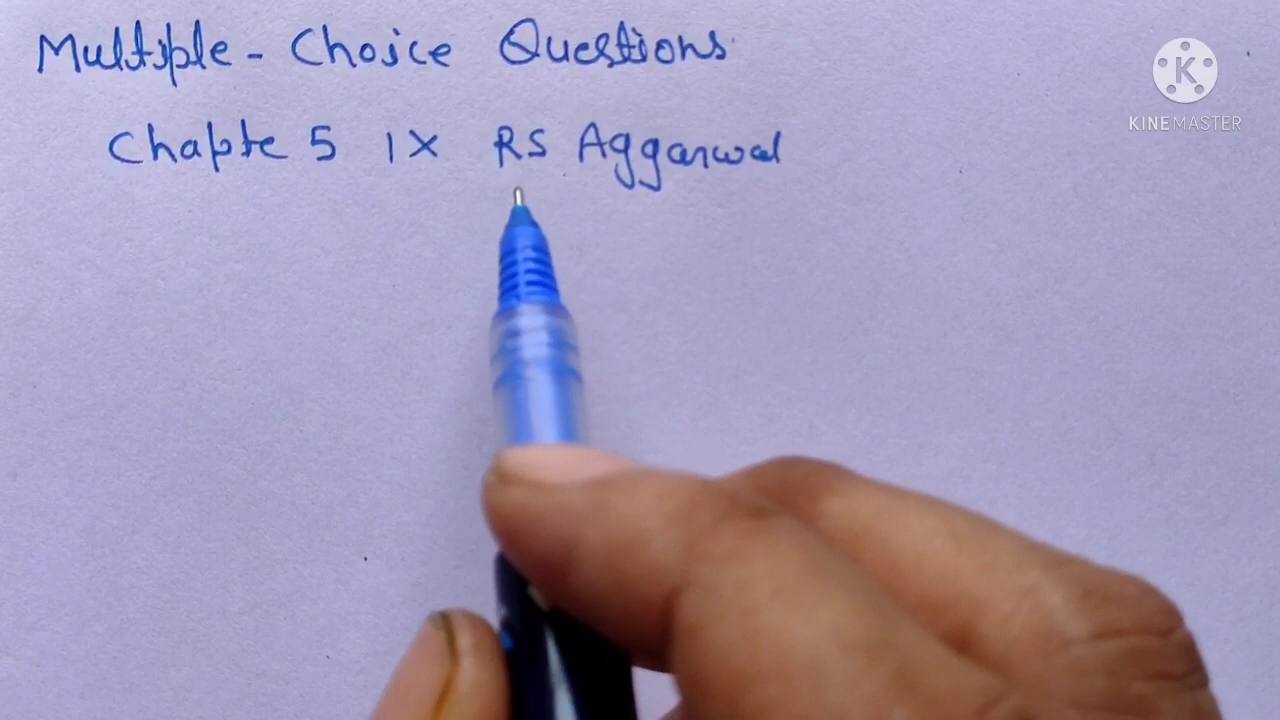 Multiple - Choice Questions
Chapte 5 IX RS Aggarwal
K
KINEMASTER